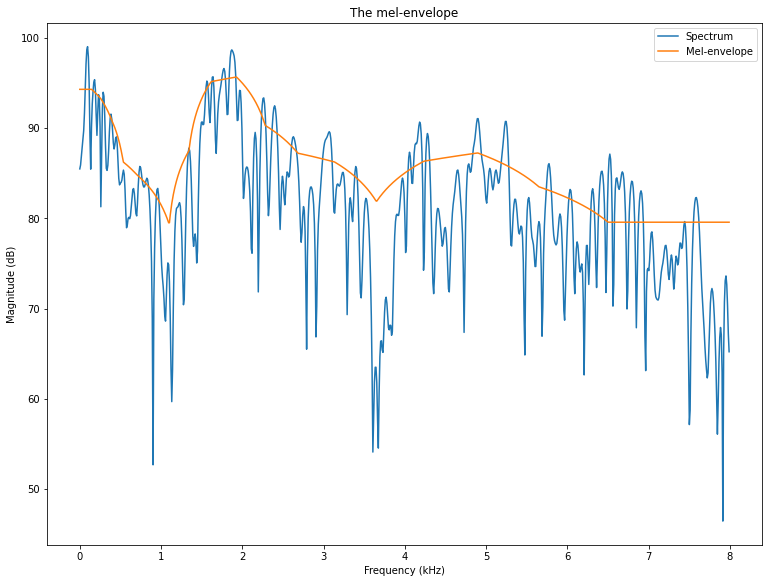 The mel-envelope
Spectrum
Mel-envelope
100
90
80
70
60
50
Magnitude (dB)
0 1 2 3 4 5 6 7 8
Frequency (kHz)